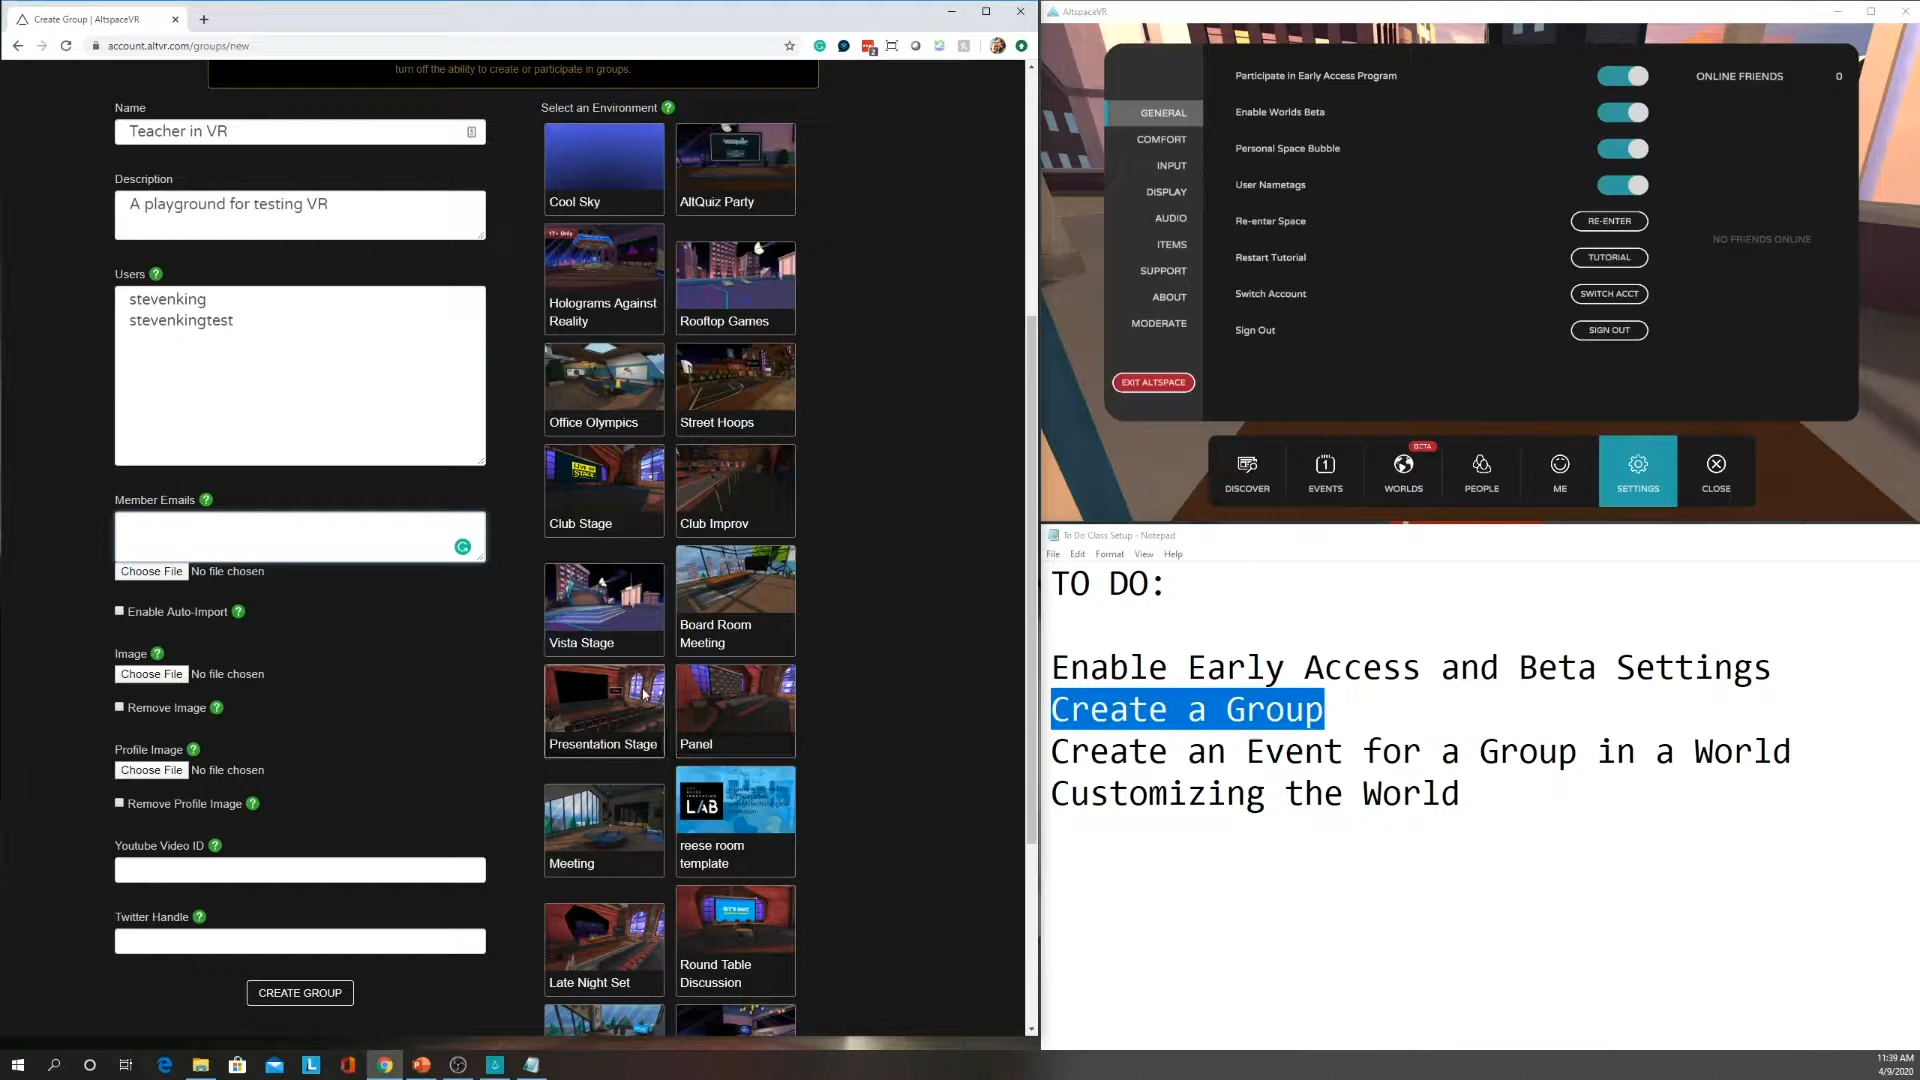 Create Group | AltspaceVR
account.altvr.com/groups/new
turn off the ability to create or participate in groups.
Name
Teacher in VR
Description
A playground for testing VR
Users
stevenking
stevenkingtest
Member Emails
Choose File No file chosen
Enable Auto-Import
Image
Choose File No file chosen
Remove Image
Profile Image
Choose File No file chosen
Remove Profile Image
Youtube Video ID
Twitter Handle
CREATE GROUP
Select an Environment
Cool Sky
AltQuiz Party
17+ Only
Holograms Against
Reality
Rooftop Games
Office Olympics
Street Hoops
LIVE ON
STAGE
Club Stage
Club Improv
Vista Stage
Board Room
Meeting
Presentation Stage
Panel
Meeting
LAB
reese room
template
Late Night Set
Round Table
Discussion
AltspaceVR
GENERAL
COMFORT
INPUT
DISPLAY
AUDIO
ITEMS
SUPPORT
ABOUT
MODERATE
EXIT ALTSPACE
Participate in Early Access Program
Enable Worlds Beta
Personal Space Bubble
User Nametags
Re-enter Space RE-ENTER
Restart Tutorial TUTORIAL
Switch Account SWITCH ACCT
Sign Out SIGN OUT
ONLINE FRIENDS 0
NO FRIENDS ONLINE
BETA
DISCOVER EVENTS WORLDS PEOPLE ME SETTINGS CLOSE
To Do Class Setup - Notepad
File Edit Format View Help
TO DO:
Enable Early Access and Beta Settings
Create a Group
Create an Event for a Group in a World
Customizing the World
11:39 AM
4/9/2020